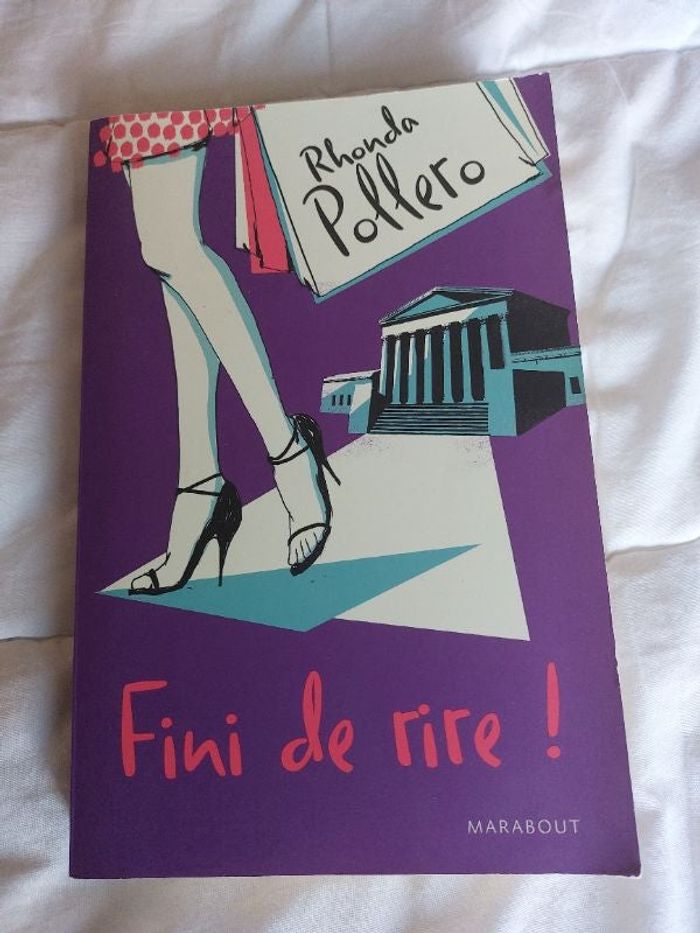 Rhonda
Pollero
Fini de rire !
MARABOUT